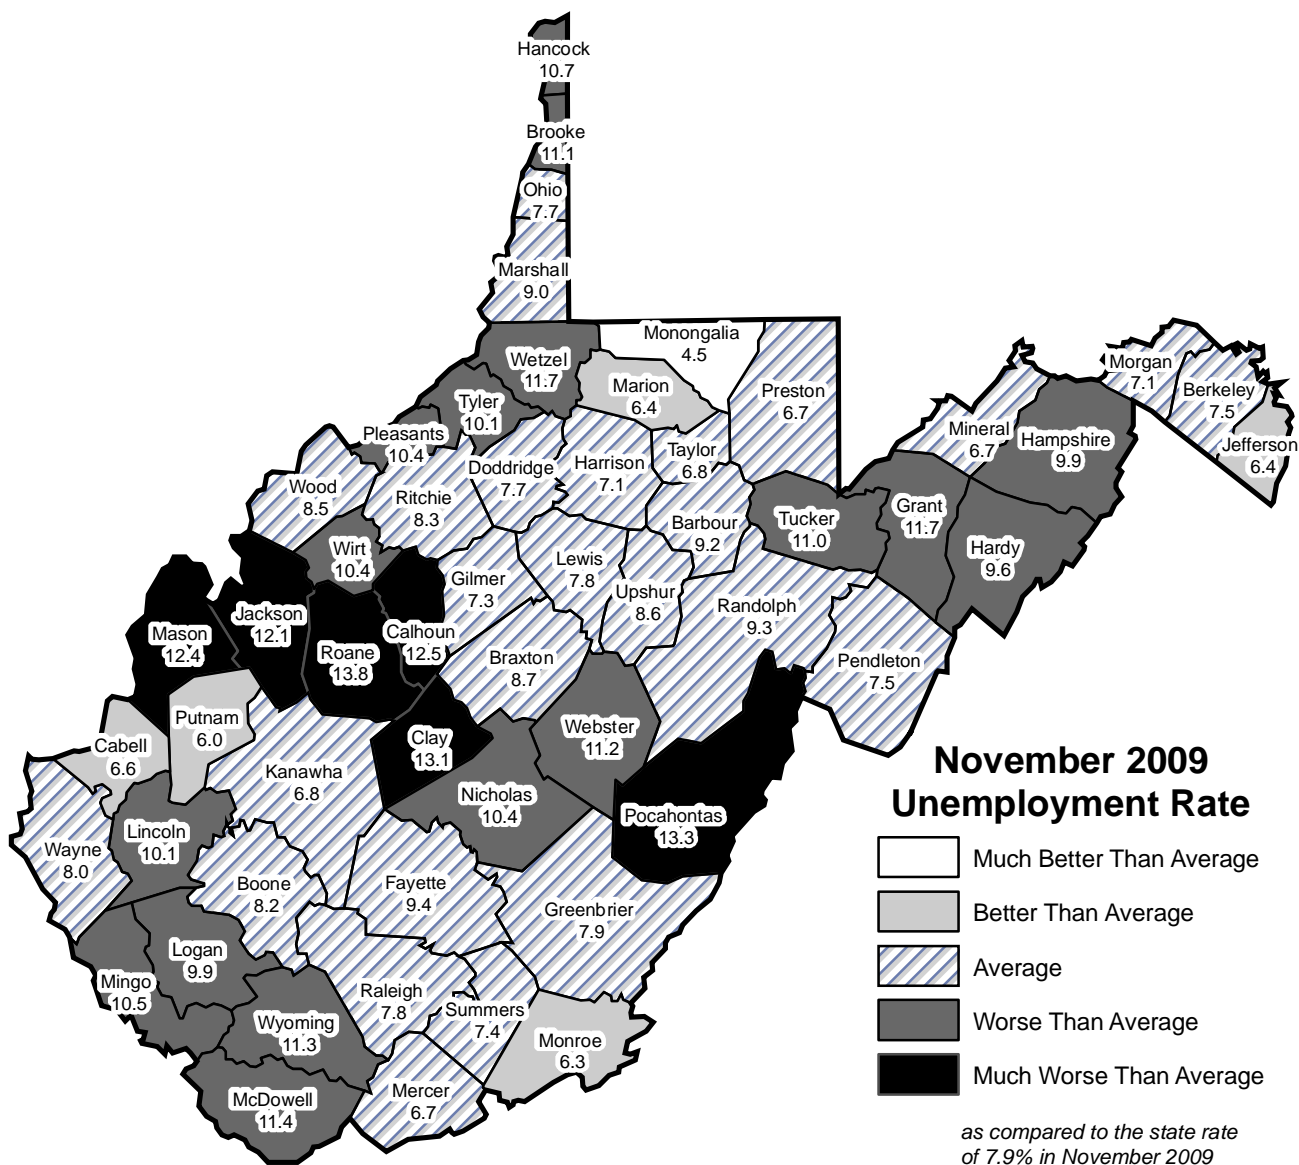 Hancock
10.7
Brooke
11.1
Ohio
7.7
Marshall
9.0
Wetzel
11.7
Monongalia
4.5
Marion
6.4
Preston
6.7
Tyler
10.1
Pleasants
10.4
Doddridge
7.7
Harrison
7.1
Taylor
6.8
Morgan
7.1
Berkeley
7.5
Jefferson
6.4
Mineral
6.7
Hampshire
9.9
Wood
8.5
Ritchie
8.3
Barbour
9.2
Tucker
11.0
Grant
11.7
Hardy
9.6
Wirt
10.4
Gilmer
7.3
Lewis
7.8
Upshur
8.6
Randolph
9.3
Mason
12.4
Jackson
12.1
Roane
13.8
Calhoun
12.5
Braxton
8.7
Pendleton
7.5
Putnam
6.0
Cabell
6.6
Clay
13.1
Webster
11.2
Kanawha
6.8
Nicholas
10.4
Pocahontas
13.3
Lincoln
10.1
Wayne
8.0
Boone
8.2
Fayette
9.4
Greenbrier
7.9
Logan
9.9
Mingo
10.5
Raleigh
7.8
Summers
7.4
Wyoming
11.3
Monroe
6.3
McDowell
11.4
Mercer
6.7
November 2009
Unemployment Rate
Much Better Than Average
Better Than Average
Average
Worse Than Average
Much Worse Than Average
as compared to the state rate
of 7.9% in November 2009